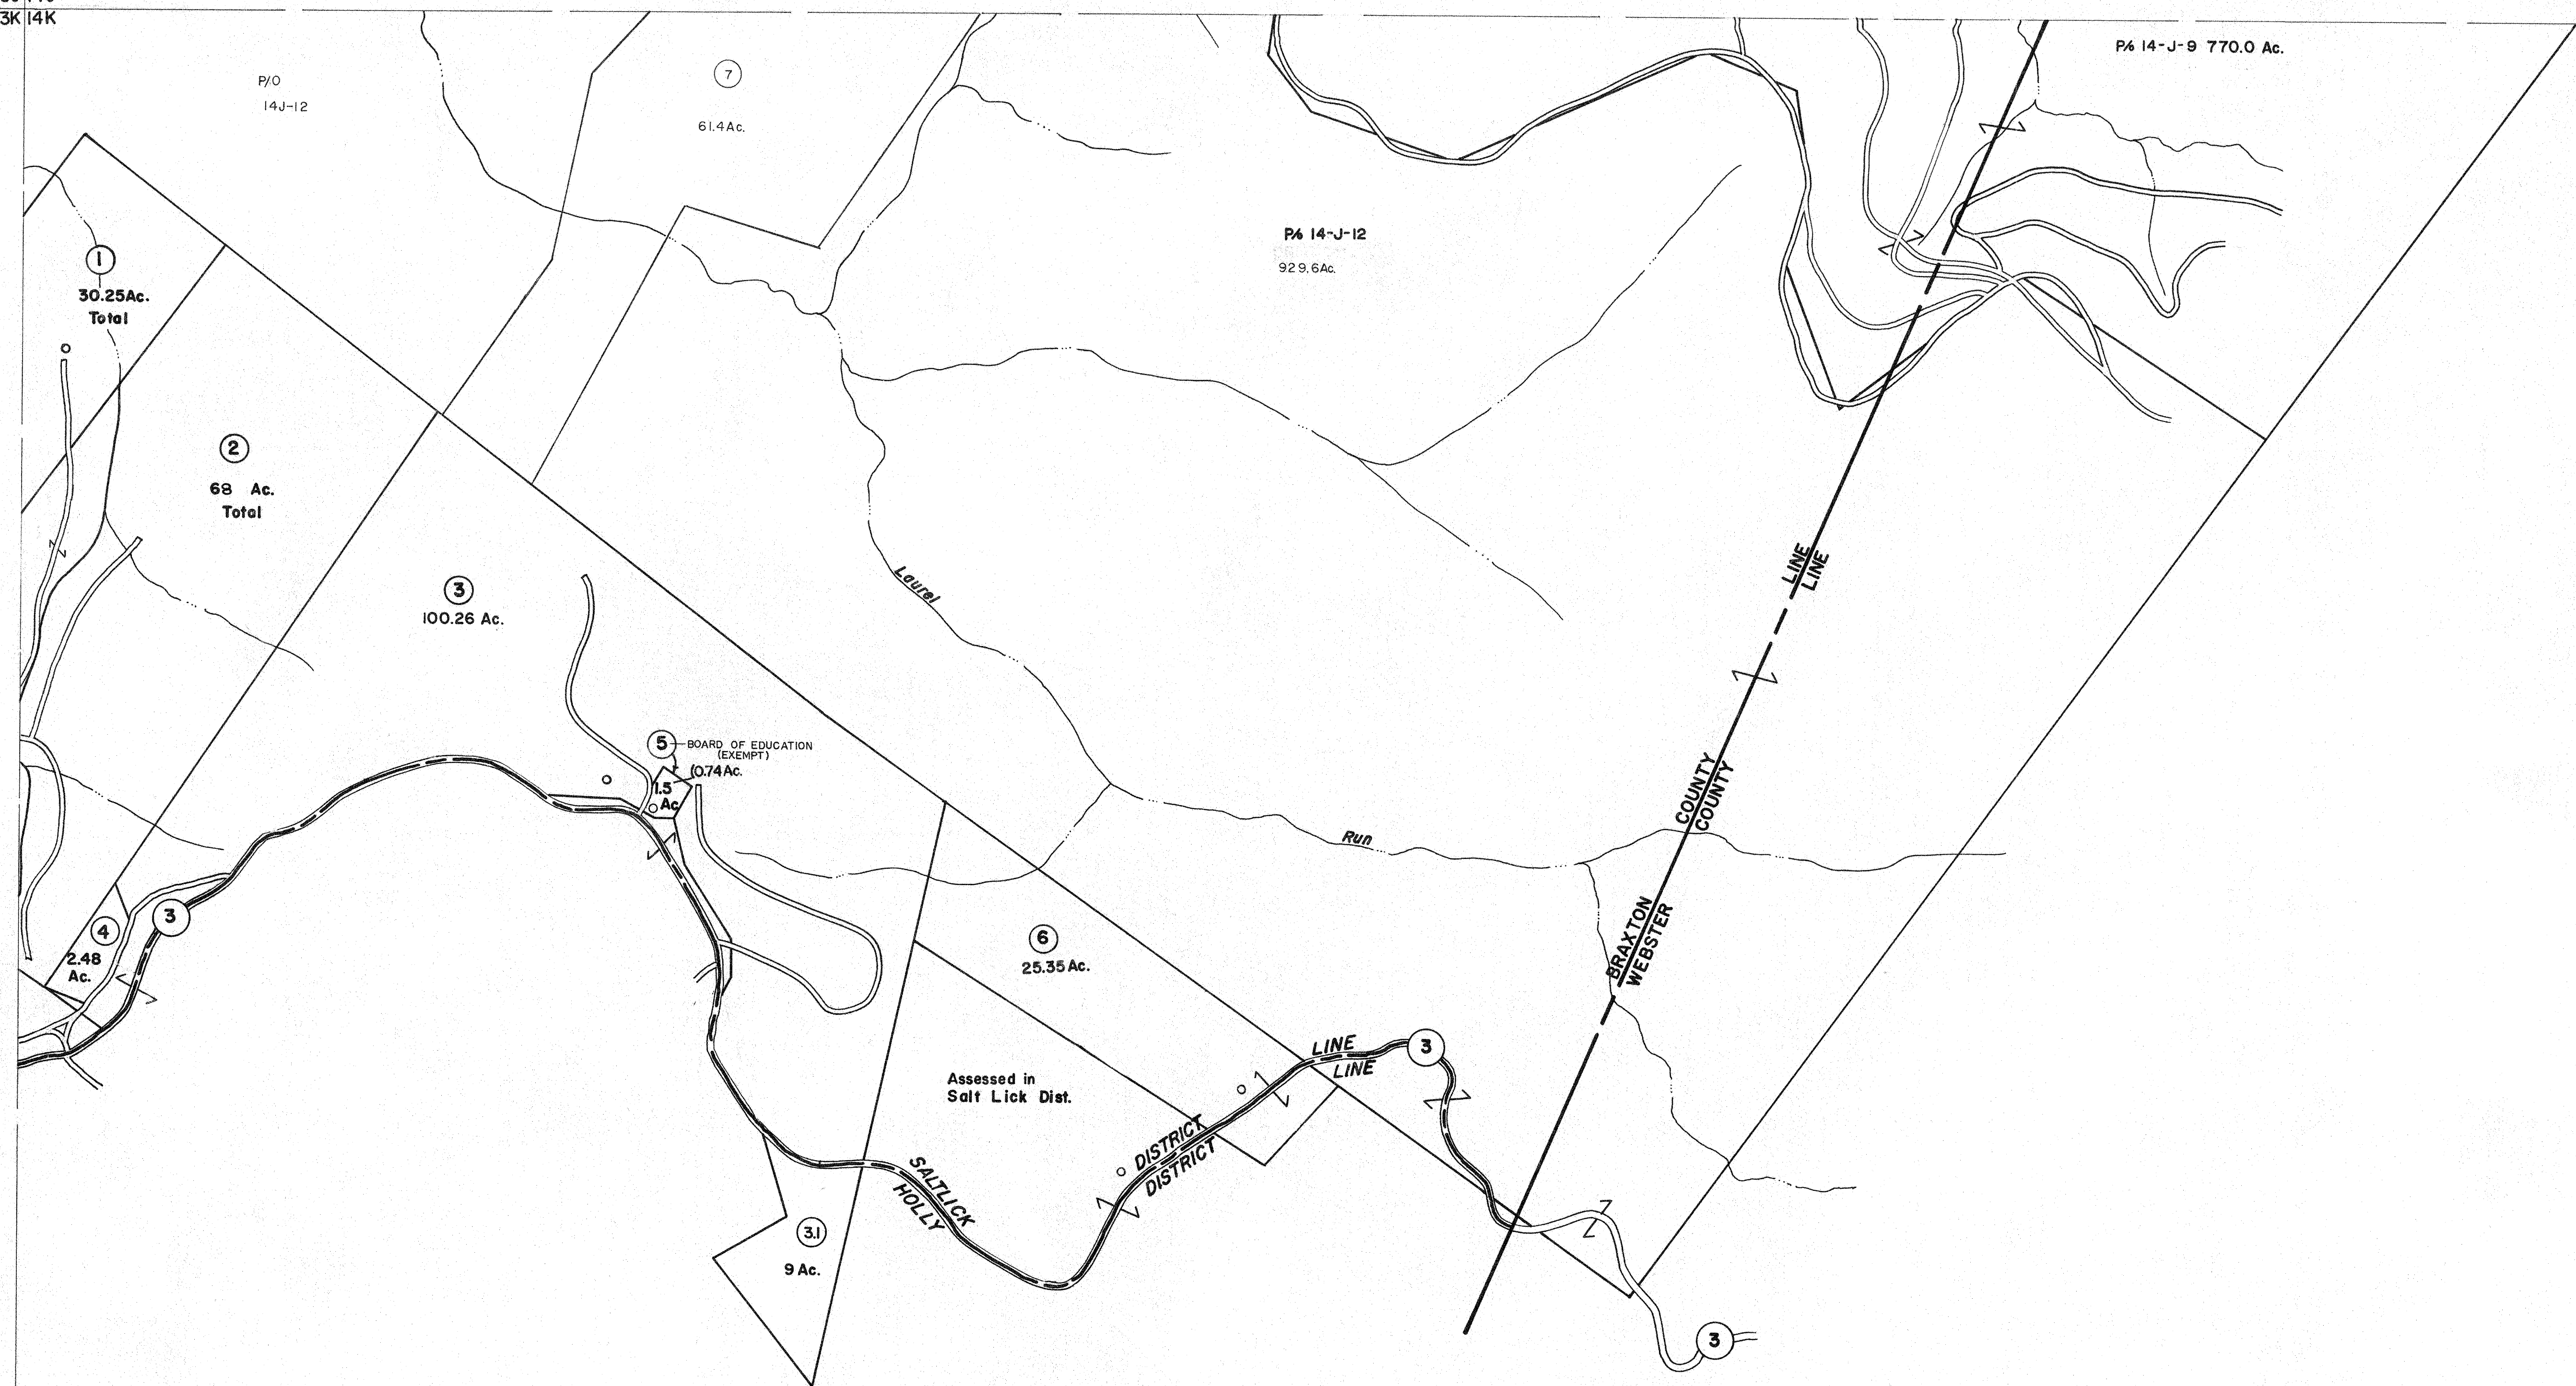 3K 14K
P/O
14J-12
7
61.4Ac.
P/o 14-J-9 770.0 Ac.
P/o 14-J-12
929.6Ac.
1
30.25Ac.
Total
2
68 Ac.
Total
3
100.26 Ac.
Laurel
LINE
LINE
5 BOARD OF EDUCATION
(EXEMPT)
(0.74Ac.
1.5
Ac.
COUNTY
COUNTY
Run
BRAXTON
WEBSTER
3
4
2.48
Ac.
6
25.35Ac.
LINE
LINE
3
Assessed in
Salt Lick Dist.
DISTRICT
DISTRICT
SALTLICK
HOLLY
3.1
9 Ac.
3